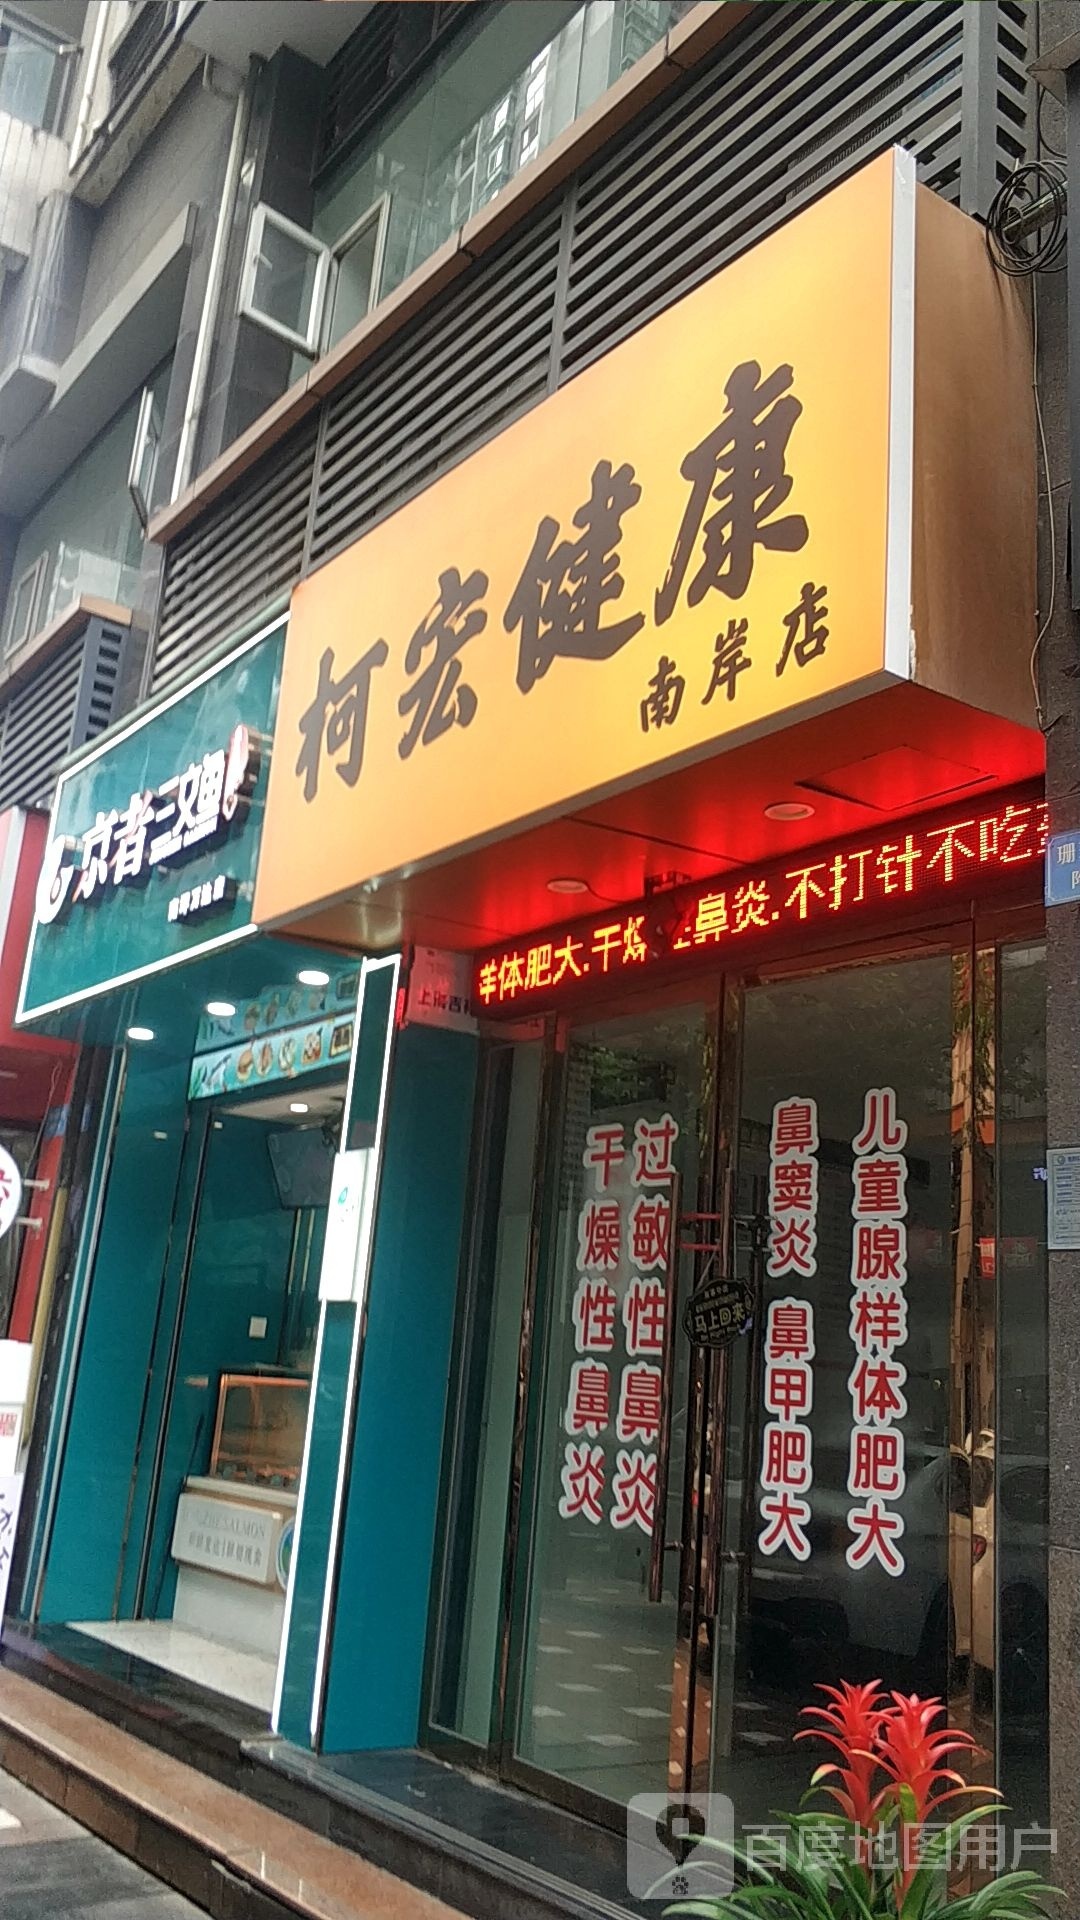 柯宏健康
南岸店
京者三文鱼
羊体肥大.干燥
鼻炎.不打针不吃
儿童腺样体肥大
鼻窦炎 鼻甲肥大
过敏性鼻炎
干燥性鼻炎
马上回来
SALMON
珊
百度地图用户